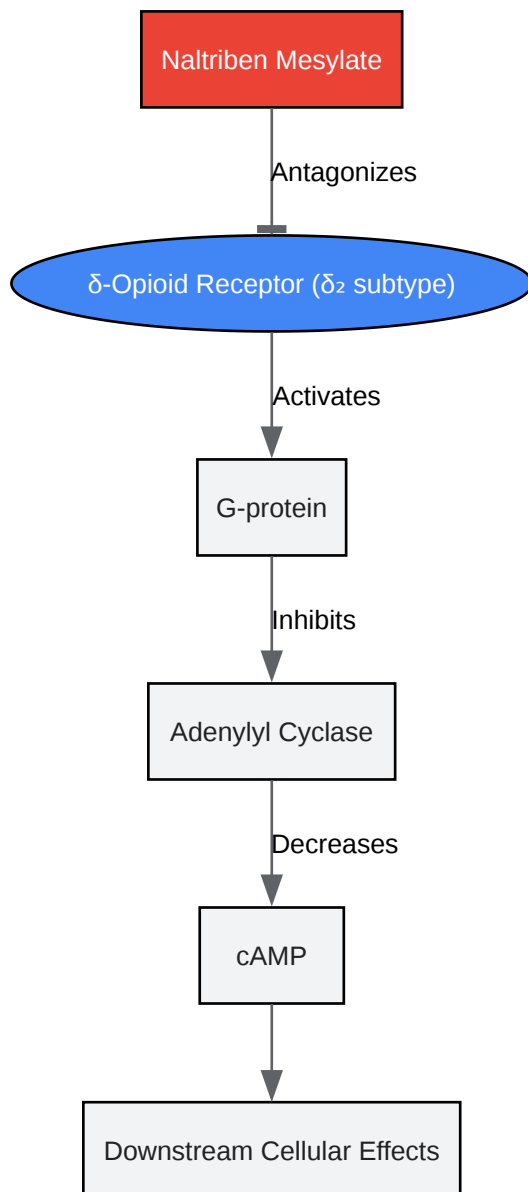 Naltriben Mesylate
Antagonizes
δ-Opioid Receptor (δ₂ subtype)
Activates
G-protein
Inhibits
Adenylyl Cyclase
Decreases
cAMP
Downstream Cellular Effects